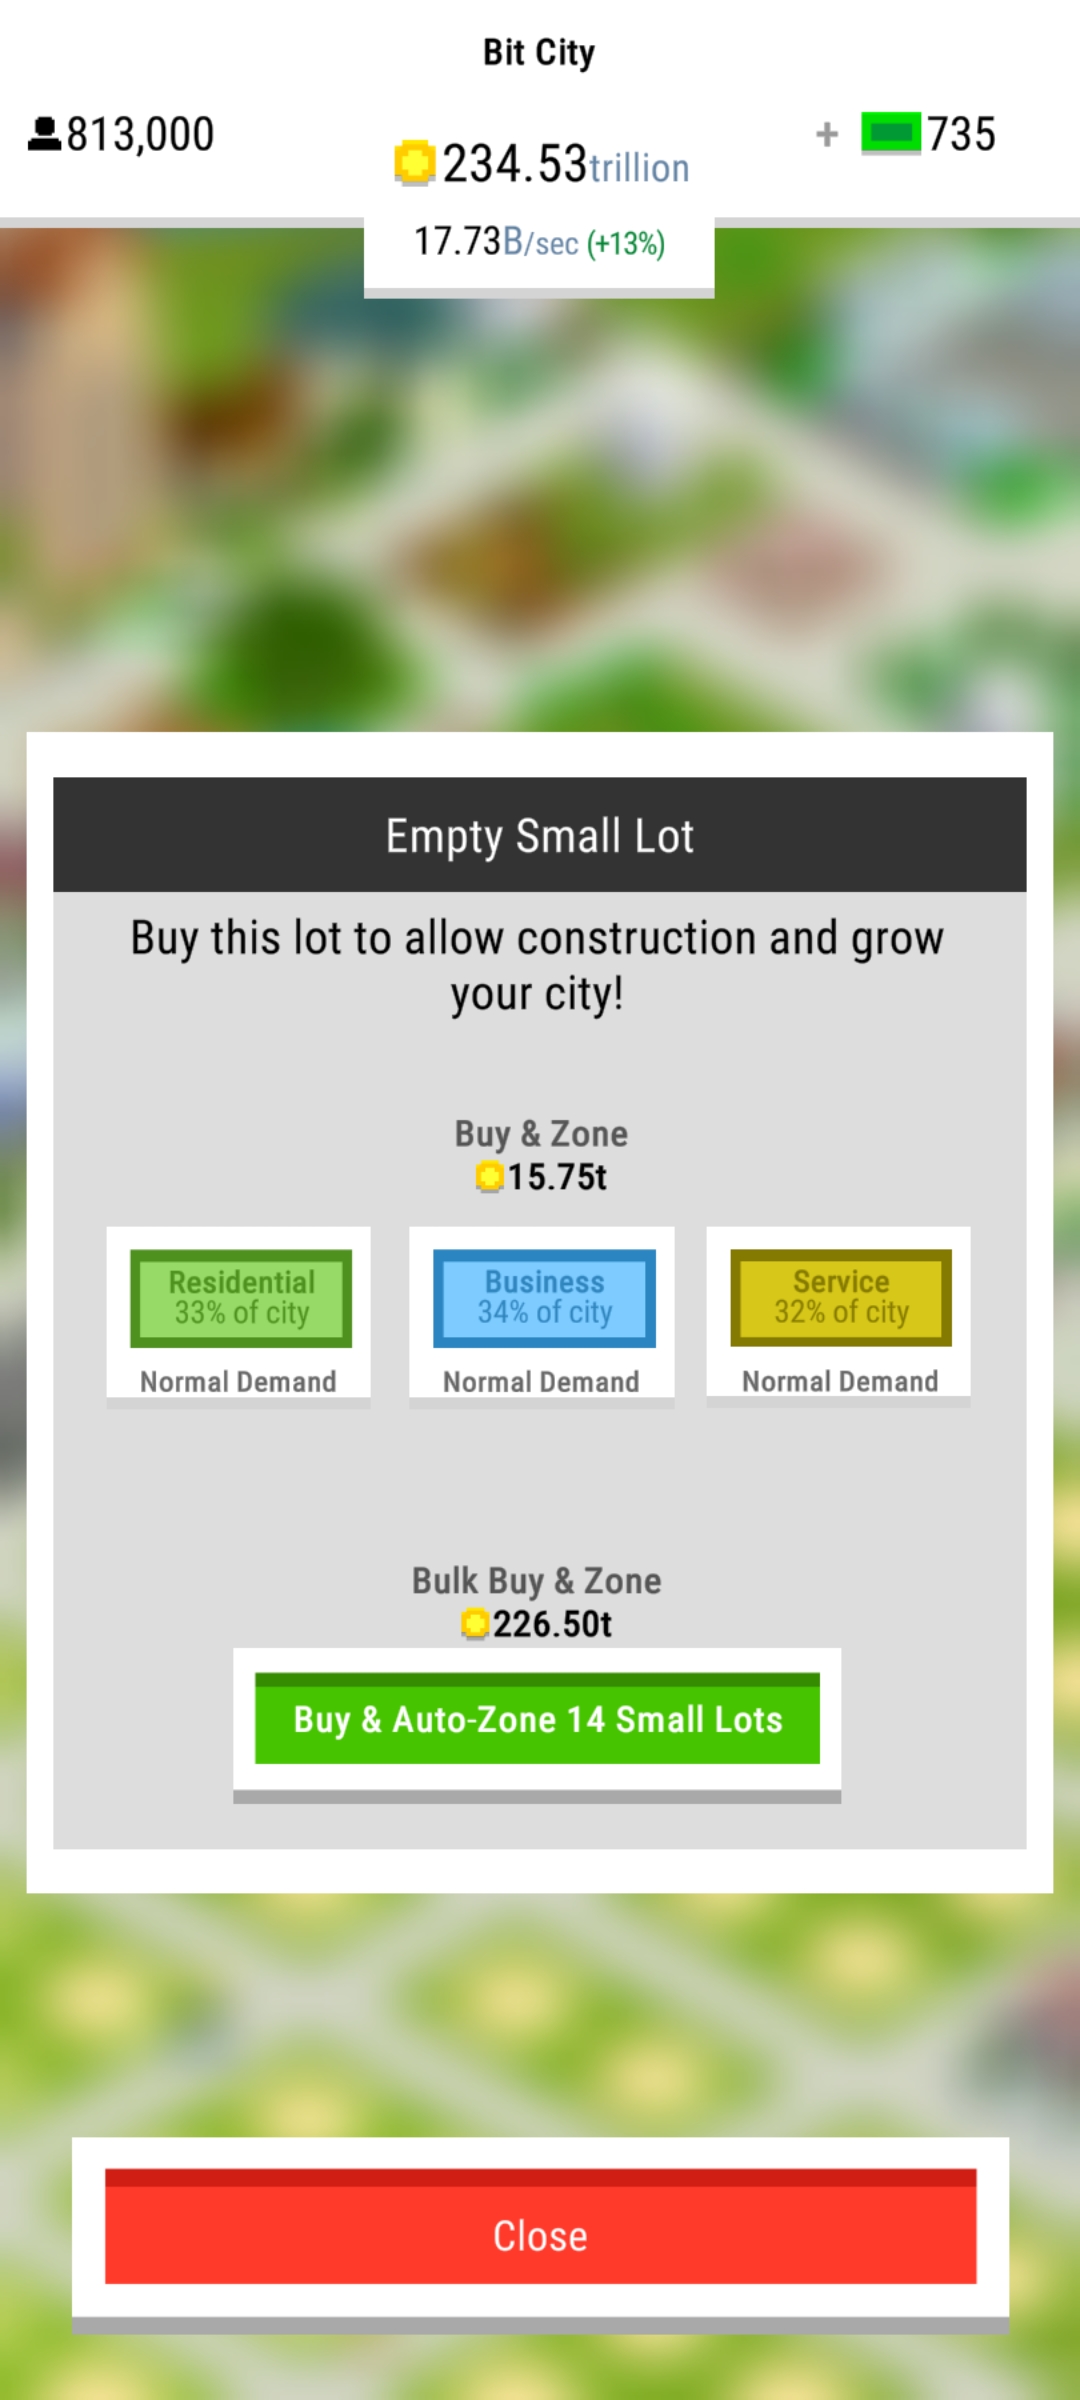 Bit City
813,000
234.53trillion
+ 735
17.73B/sec (+13%)
Empty Small Lot
Buy this lot to allow construction and grow
your city!
Buy & Zone
15.75t
Residential
33% of city
Normal Demand
Business
34% of city
Normal Demand
Service
32% of city
Normal Demand
Bulk Buy & Zone
226.50t
Buy & Auto-Zone 14 Small Lots
Close